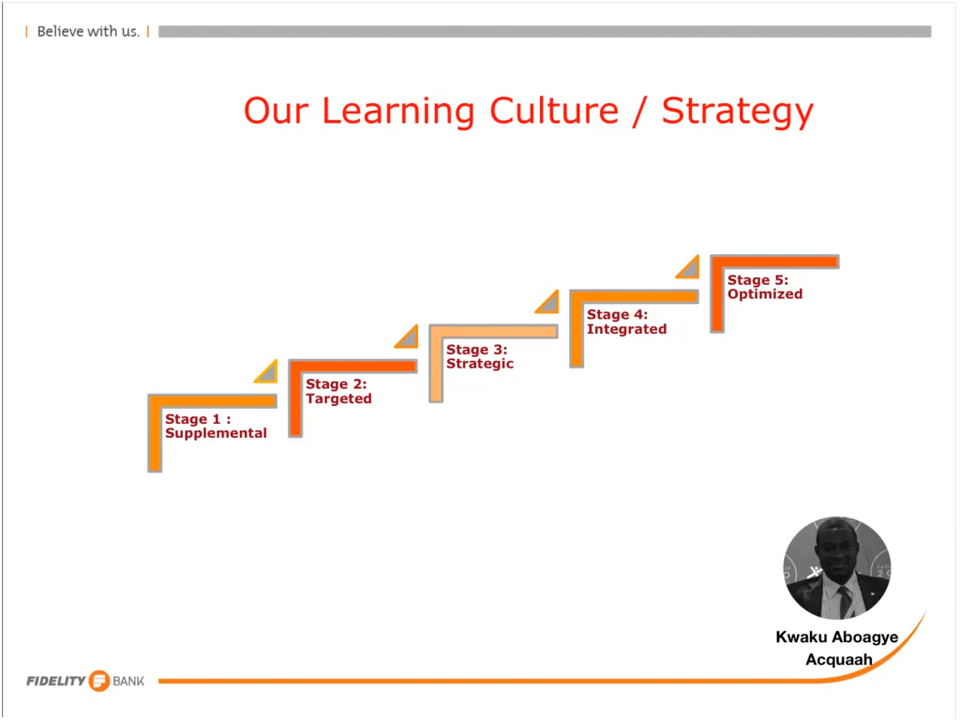 Believe with us.
Our Learning Culture / Strategy
Stage 5:
Optimized
Stage 4:
Integrated
Stage 3:
Strategic
Stage 2:
Targeted
Stage 1 :
Supplemental
Kwaku Aboagye
Acquaah
FIDELITY BANK